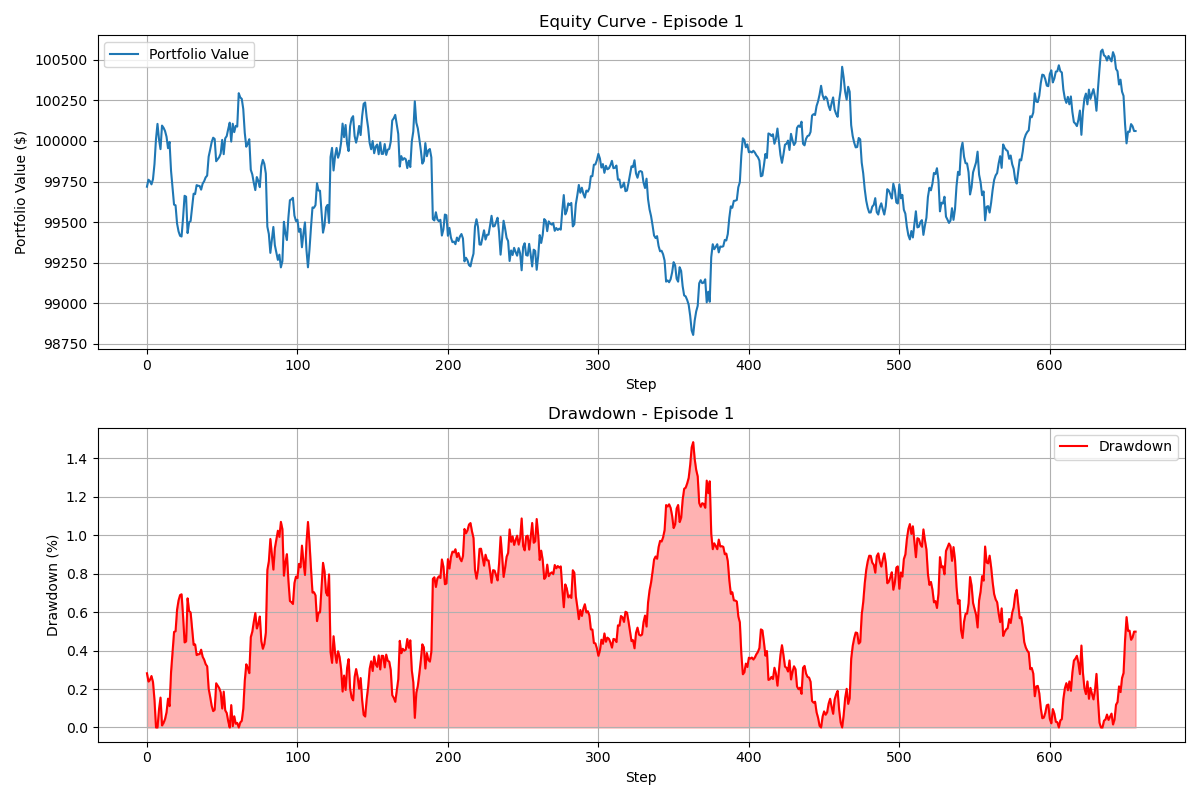 Equity Curve - Episode 1
Portfolio Value
Portfolio Value ($)
100500
100250
100000
99750
99500
99250
99000
98750
0 100 200 300 400 500 600
Step
Drawdown - Episode 1
Drawdown
Drawdown (%)
1.4
1.2
1.0
0.8
0.6
0.4
0.2
0.0
0 100 200 300 400 500 600
Step